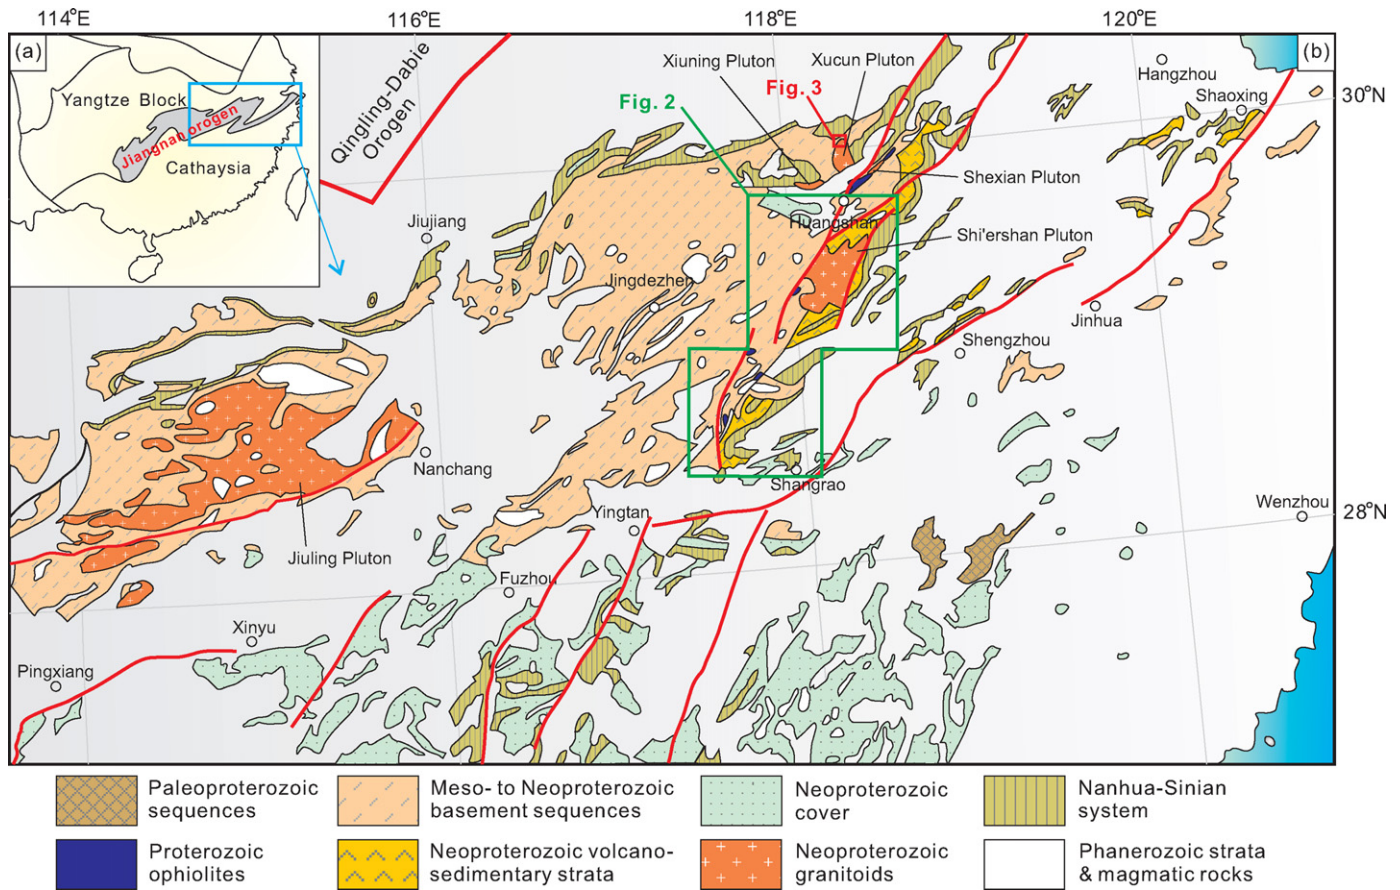 114°E
116°E
118°E
120°E
(a)
(b)
Yangtze Block
Jiangnan orogen
Cathaysia
Qingling-Dabie
Orogen
Xiuning Pluton
Xucun Pluton
Fig. 2
Fig. 3
Hangzhou
Shaoxing
30°N
Shexian Pluton
Huangshan
Shi'ershan Pluton
Jiujiang
Jingdezhen
Jinhua
Shengzhou
Nanchang
Shangrao
Yingtan
Wenzhou
28°N
Jiuling Pluton
Fuzhou
Xinyu
Pingxiang
Paleoproterozoic
sequences
Meso- to Neoproterozoic
basement sequences
Neoproterozoic
cover
Nanhua-Sinian
system
Proterozoic
ophiolites
Neoproterozoic volcano-
sedimentary strata
Neoproterozoic
granitoids
Phanerozoic strata
& magmatic rocks